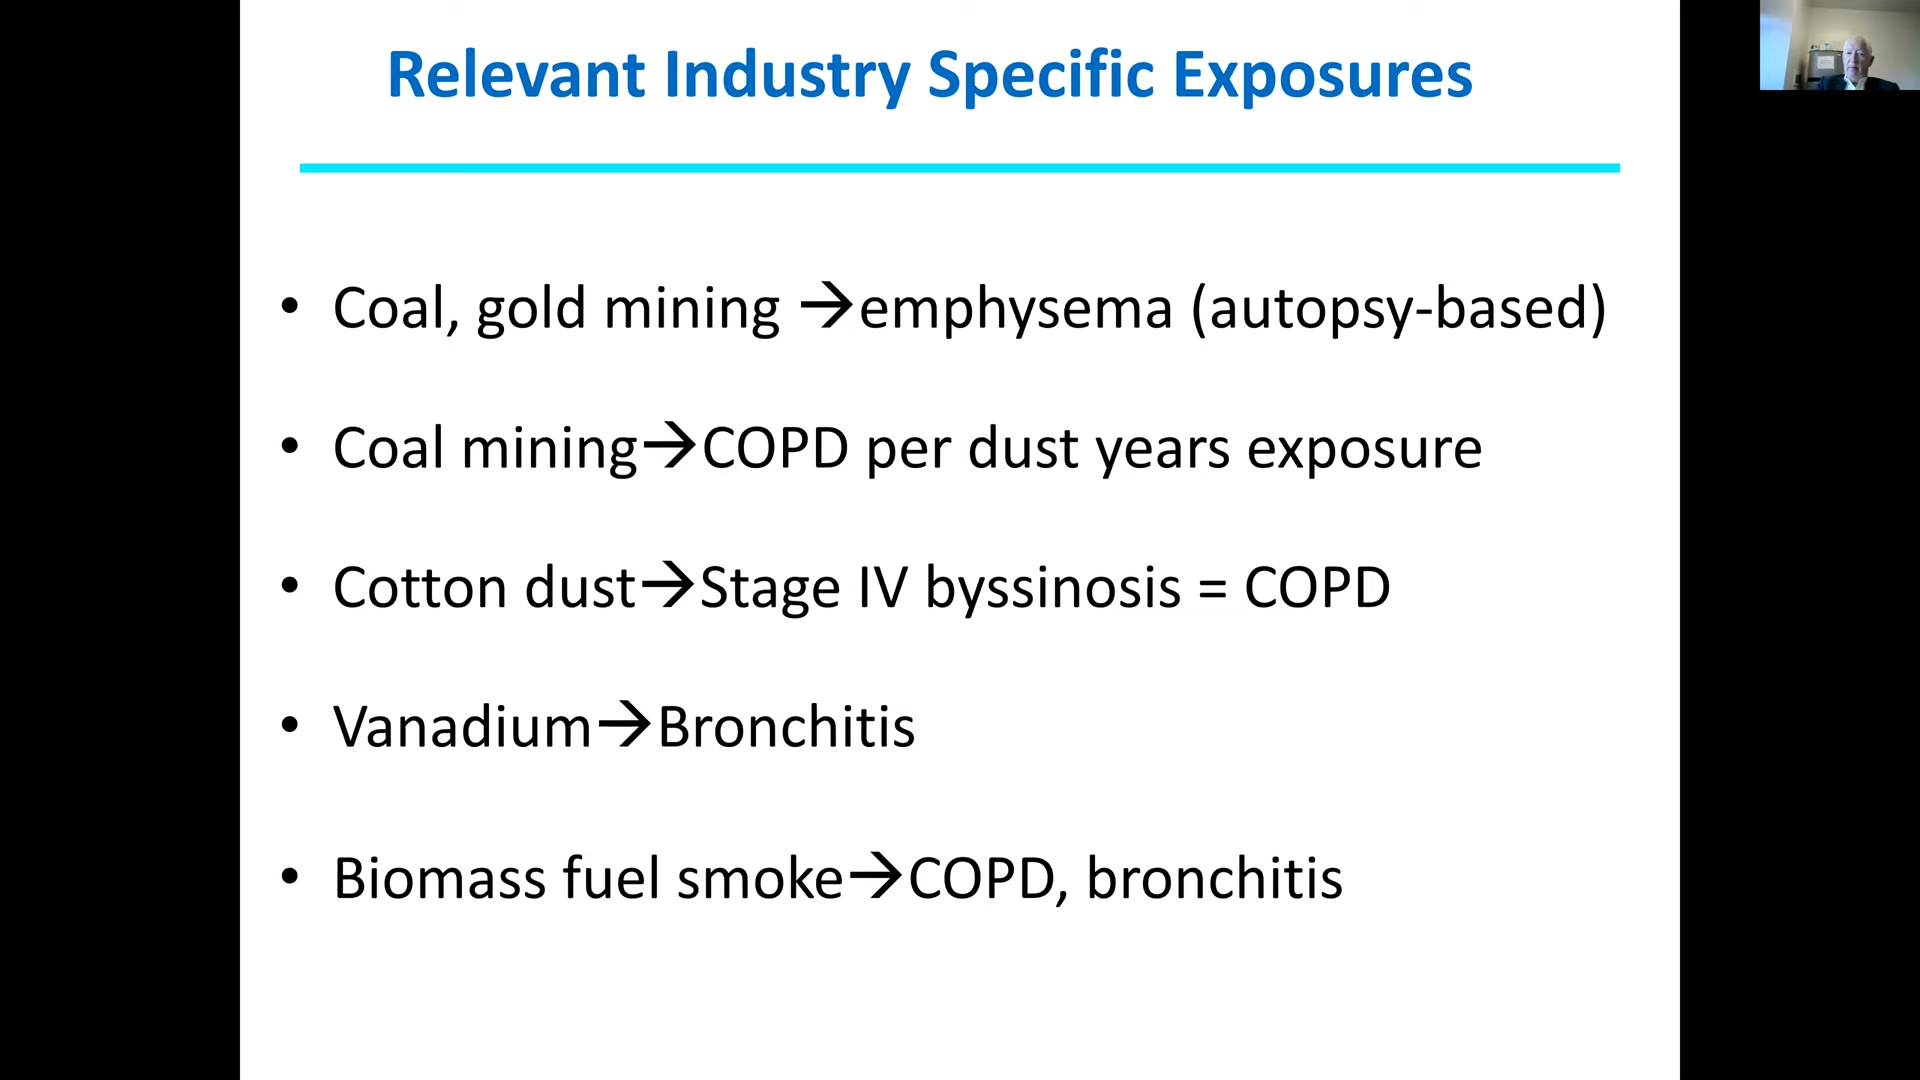 Relevant Industry Specific Exposures
• Coal, gold mining →emphysema (autopsy-based)
• Coal mining→COPD per dust years exposure
• Cotton dust→Stage IV byssinosis = COPD
• Vanadium→Bronchitis
• Biomass fuel smoke→COPD, bronchitis